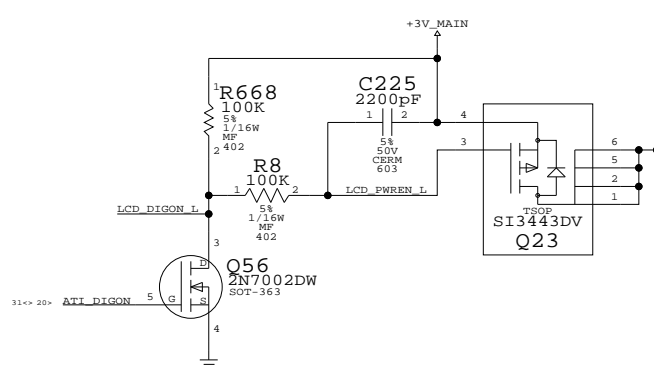 +3V_MAIN
1
R668
100K
5%
1/16W
MF
402
2
C225
2200pF
1 2
5%
50V
CERM
603
4
3
R8
100K
1 2
5%
1/16W
MF
402
LCD_PWREN_L
6
5
2
1
TSOP
SI3443DV
Q23
LCD_DIGON_L
3
D
Q56
2N7002DW
SOT-363
31<> 20> ATI_DIGON 5 G S
4